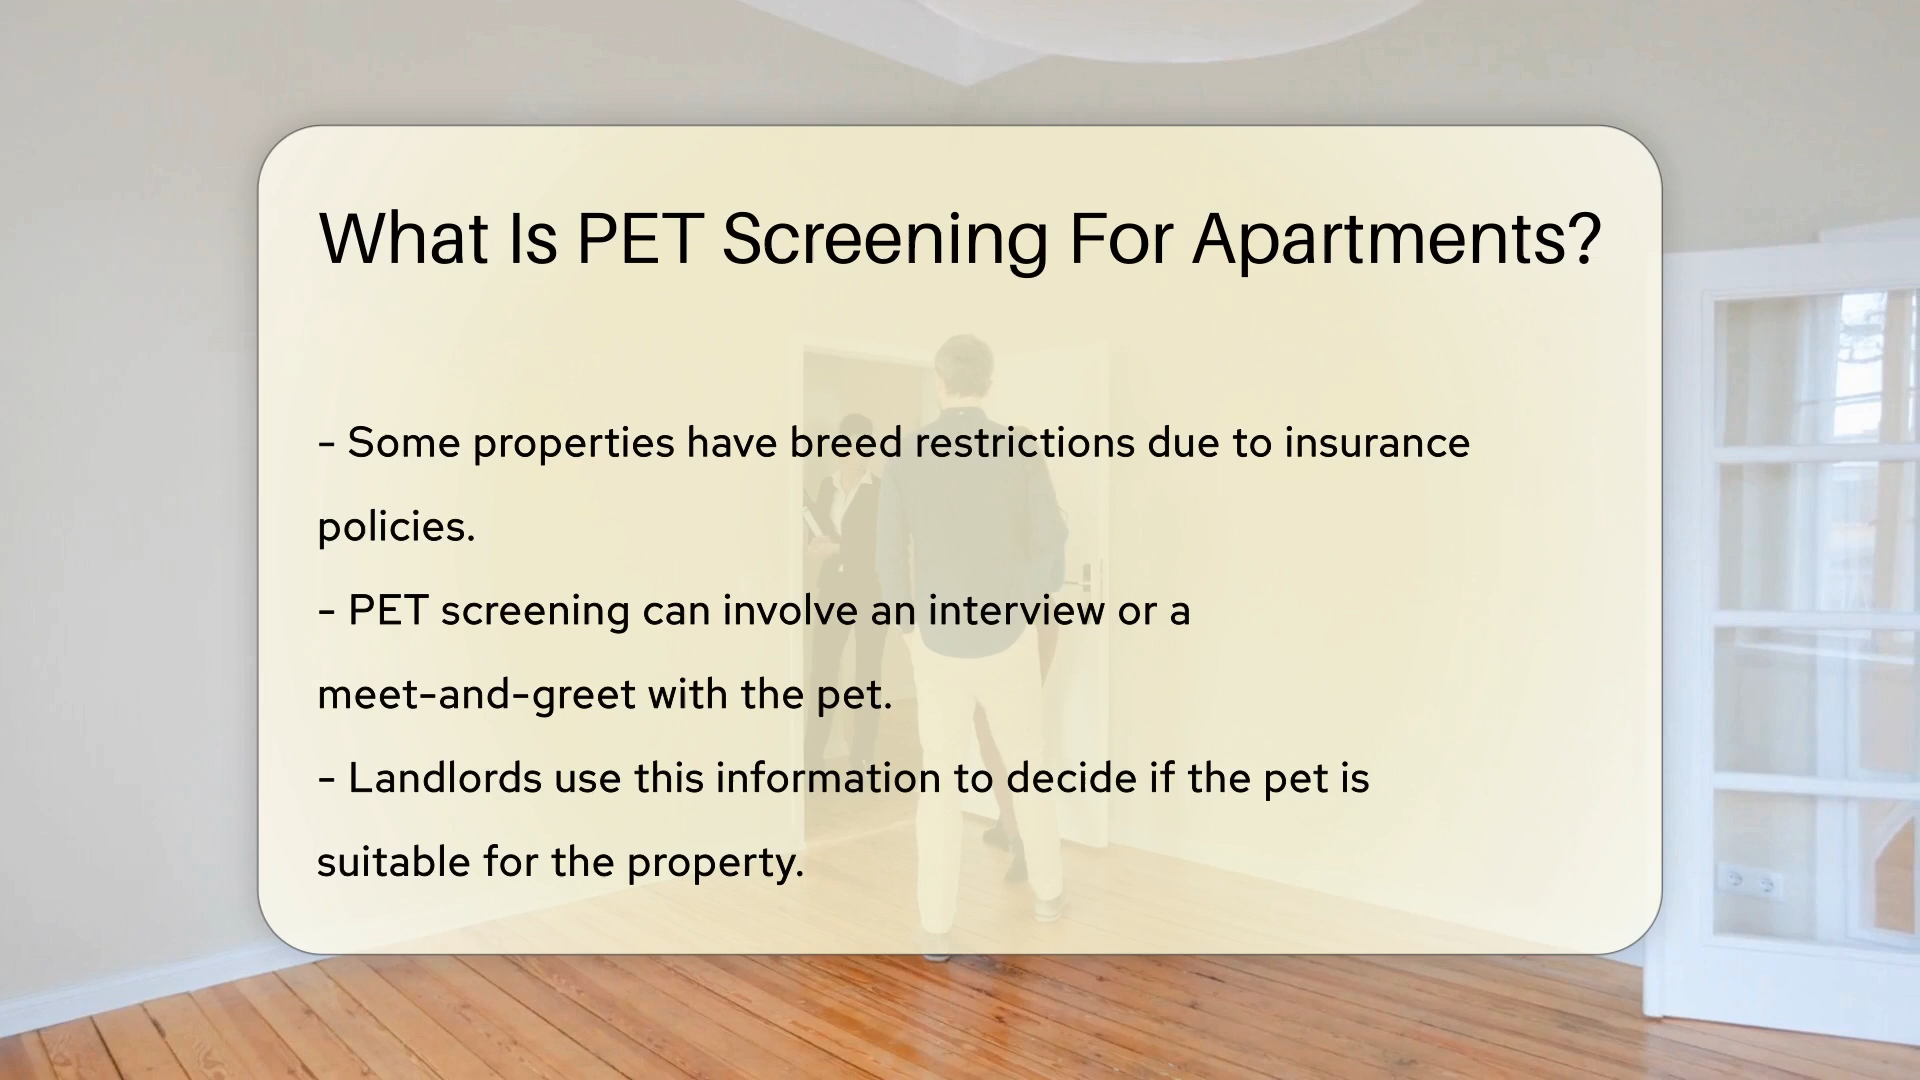 What Is PET Screening For Apartments?
- Some properties have breed restrictions due to insurance
policies.
- PET screening can involve an interview or a
meet-and-greet with the pet.
- Landlords use this information to decide if the pet is
suitable for the property.